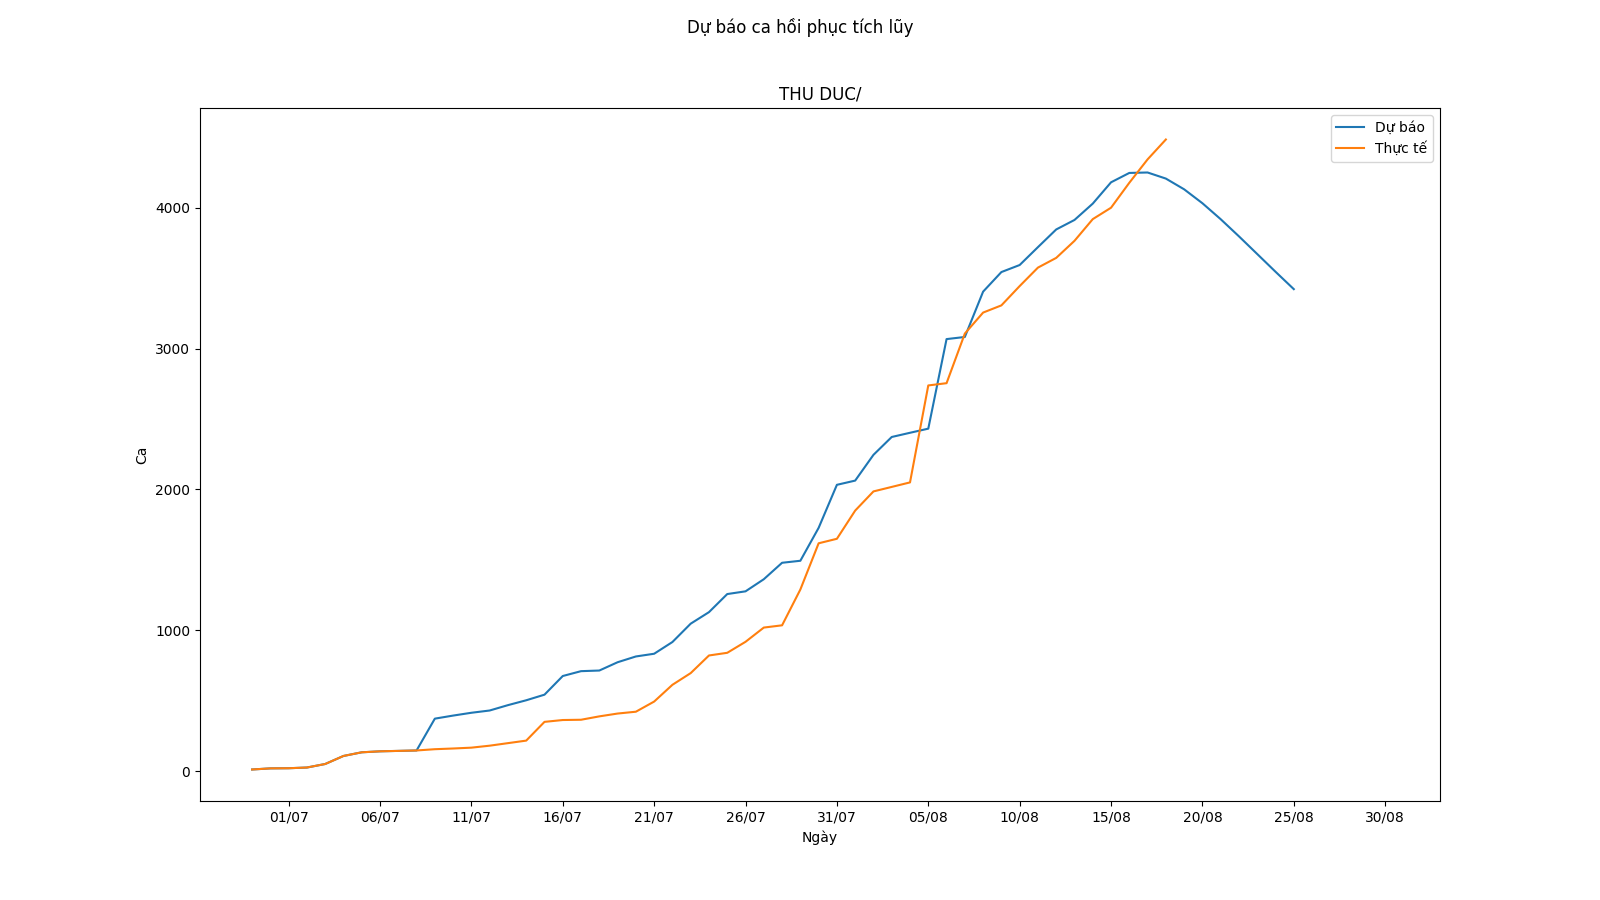 Dự báo ca hồi phục tích lũy
THU DUC/
Dự báo
Thực tế
4000
3000
2000
1000
0
Ca
01/07 06/07 11/07 16/07 21/07 26/07 31/07 05/08 10/08 15/08 20/08 25/08 30/08
Ngày